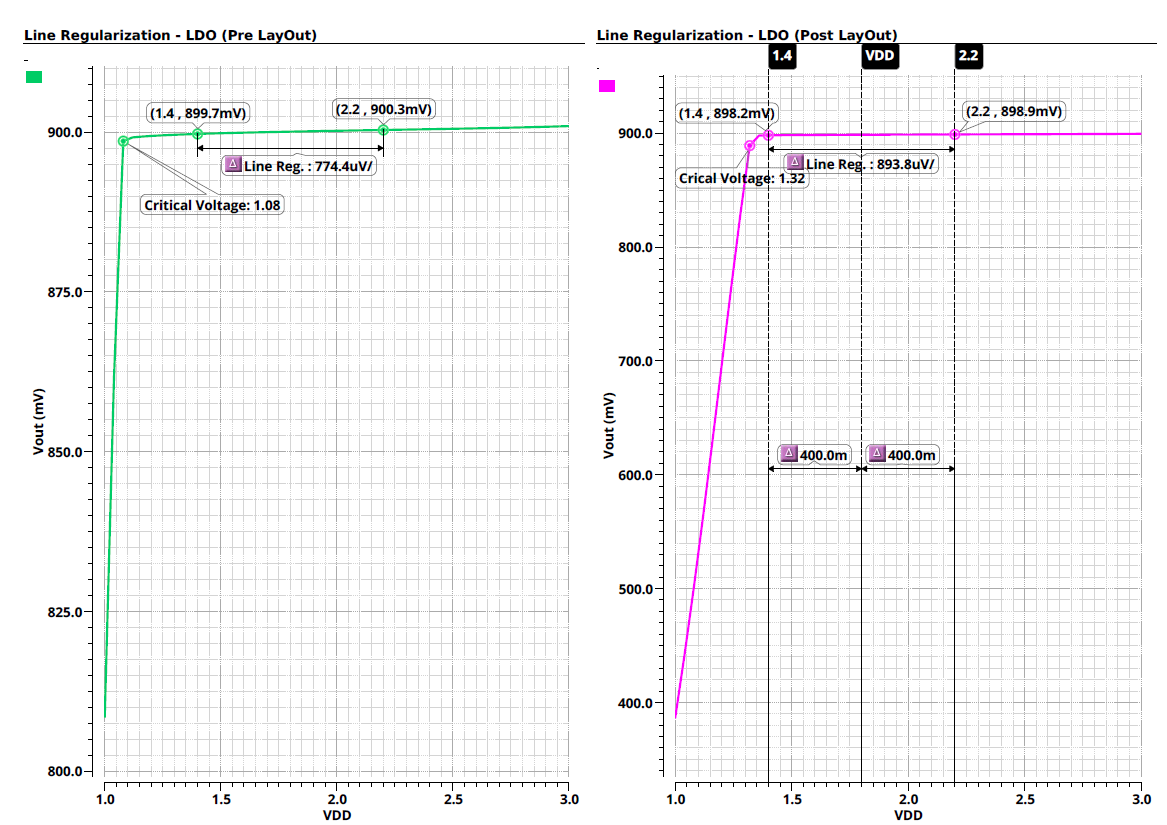 Line Regularization - LDO (Pre LayOut)
(1.4 , 899.7mV)
(2.2 , 900.3mV)
Δ Line Reg. : 774.4uV/
Critical Voltage: 1.08
900.0
875.0
850.0
825.0
800.0
Vout (mV)
1.0 1.5 2.0 2.5 3.0
VDD
Line Regularization - LDO (Post LayOut)
1.4 VDD 2.2
(1.4 , 898.2mV)
(2.2 , 898.9mV)
Δ Line Reg. : 893.8uV/
Crical Voltage: 1.32
Δ 400.0m Δ 400.0m
900.0
800.0
700.0
600.0
500.0
400.0
Vout (mV)
1.0 1.5 2.0 2.5 3.0
VDD